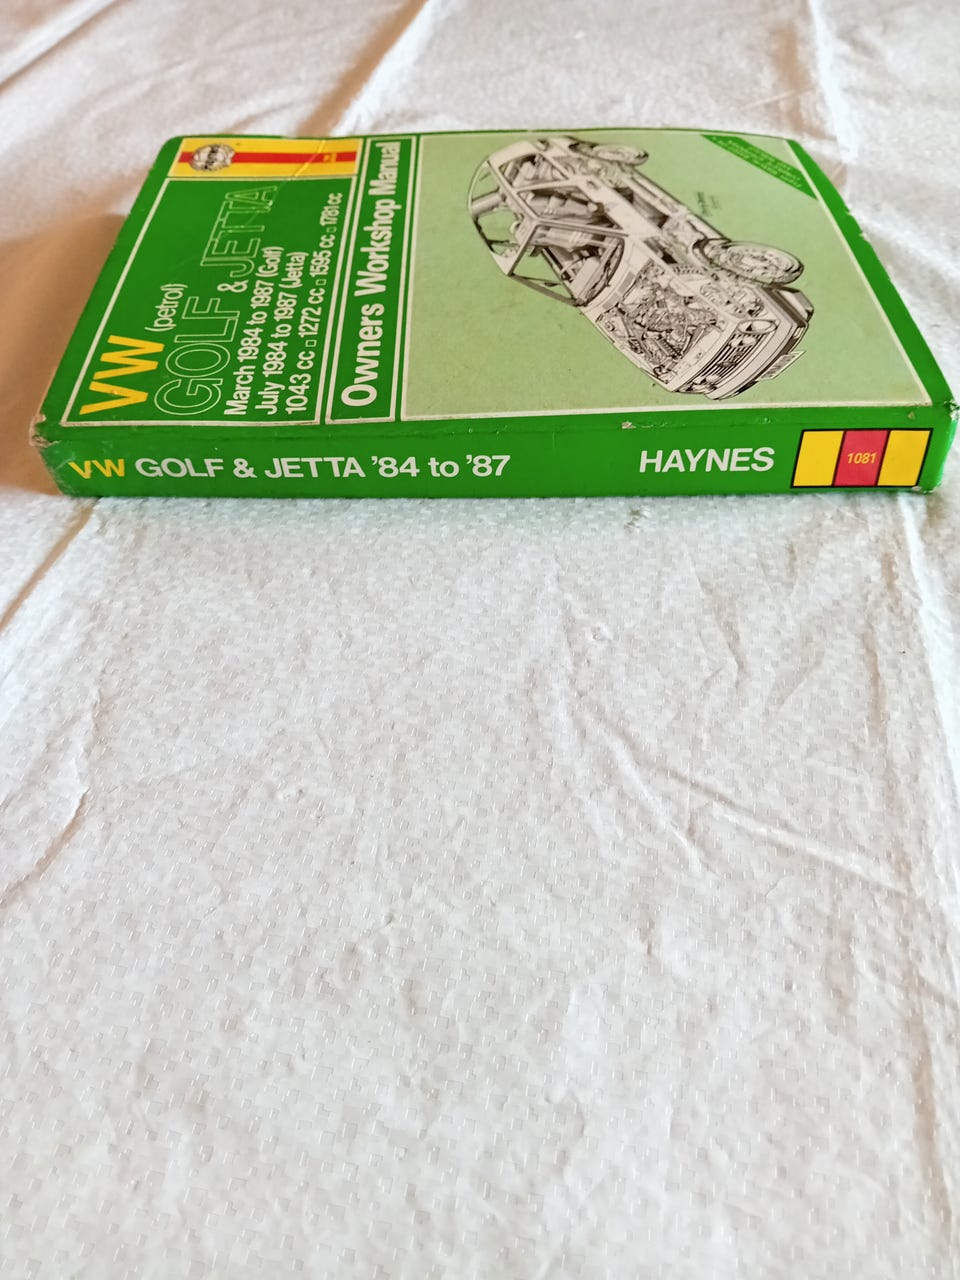 VW (petrol)
GOLF & JETTA
March 1984 to 1987 (Golf)
July 1984 to 1987 (Jetta)
1043 cc □ 1272 cc □ 1595 cc □ 1781 cc
Owners Workshop Manual
VW GOLF & JETTA '84 to '87 HAYNES 1081